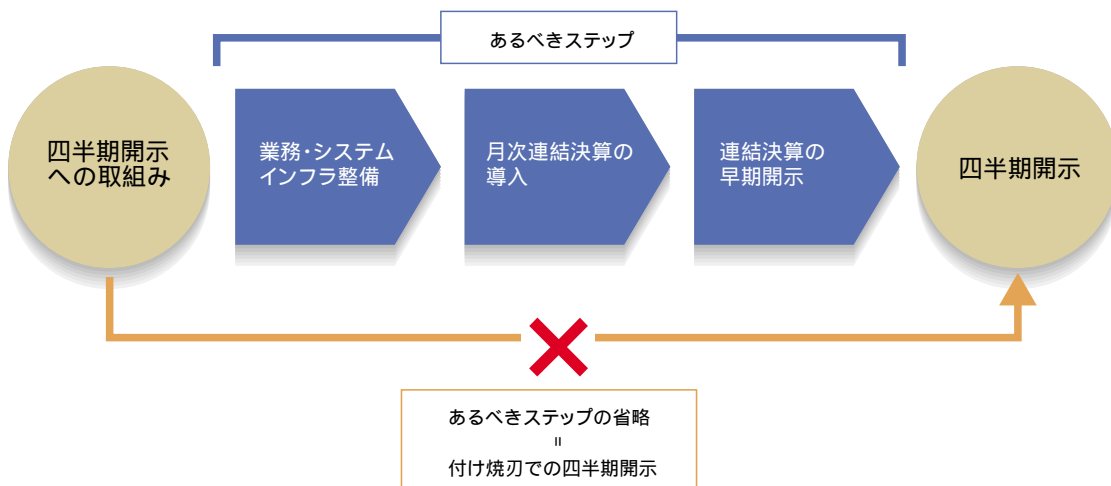 あるべきステップ
四半期開示
への取組み
業務・システム
インフラ整備
月次連結決算の
導入
連結決算の
早期開示
四半期開示
あるべきステップの省略
=
付け焼刃での四半期開示